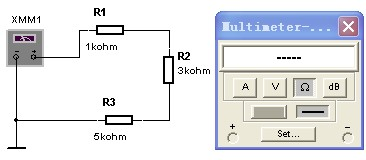 XMM1
R1
1kohm
R2
3kohm
R3
5kohm
Multimeter-...
-----
A
V
Ω
dB
Set...
+
-